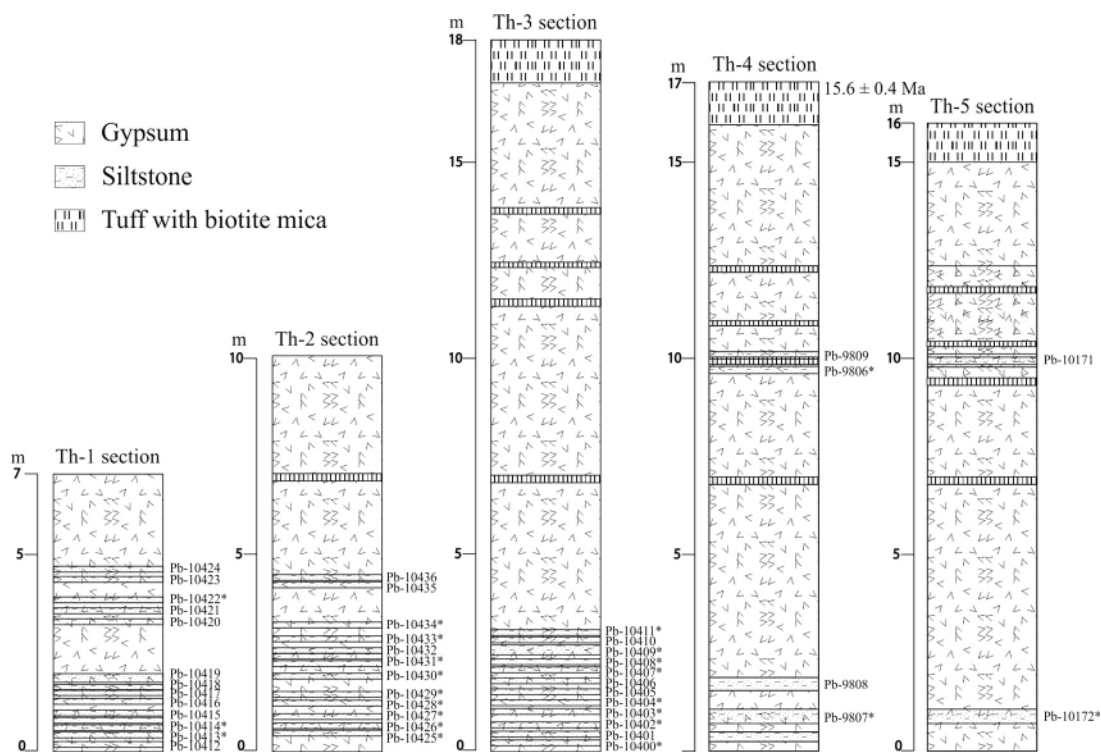 Gypsum
Siltstone
Tuff with biotite mica
Th-1 section
m
7
5
0
Pb-10424
Pb-10423
Pb-10422*
Pb-10421
Pb-10420
Pb-10419
Pb-10418
Pb-10417
Pb-10416
Pb-10415
Pb-10414*
Pb-10413*
Pb-10412
Th-2 section
m
10
5
0
Pb-10436
Pb-10435
Pb-10434*
Pb-10433*
Pb-10432
Pb-10431*
Pb-10430*
Pb-10429*
Pb-10428*
Pb-10427*
Pb-10426*
Pb-10425*
Th-3 section
m
18
15
10
5
0
Pb-10411*
Pb-10410
Pb-10409*
Pb-10408*
Pb-10407*
Pb-10406
Pb-10405
Pb-10404*
Pb-10403*
Pb-10402*
Pb-10401
Pb-10400*
Th-4 section
m
17
15.6 ± 0.4 Ma
15
10
5
0
Pb-9809
Pb-9806*
Pb-9808
Pb-9807*
Th-5 section
m
16
15
10
5
0
Pb-10171
Pb-10172*